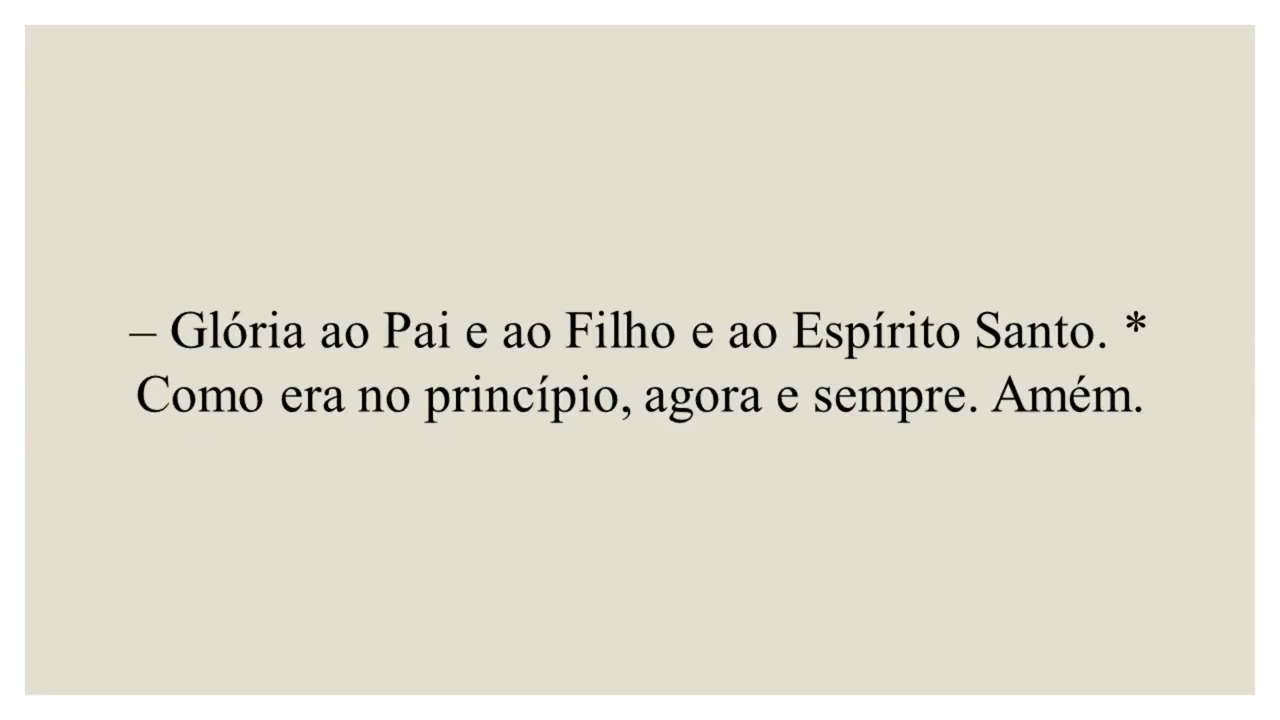 – Glória ao Pai e ao Filho e ao Espírito Santo. *
Como era no princípio, agora e sempre. Amém.